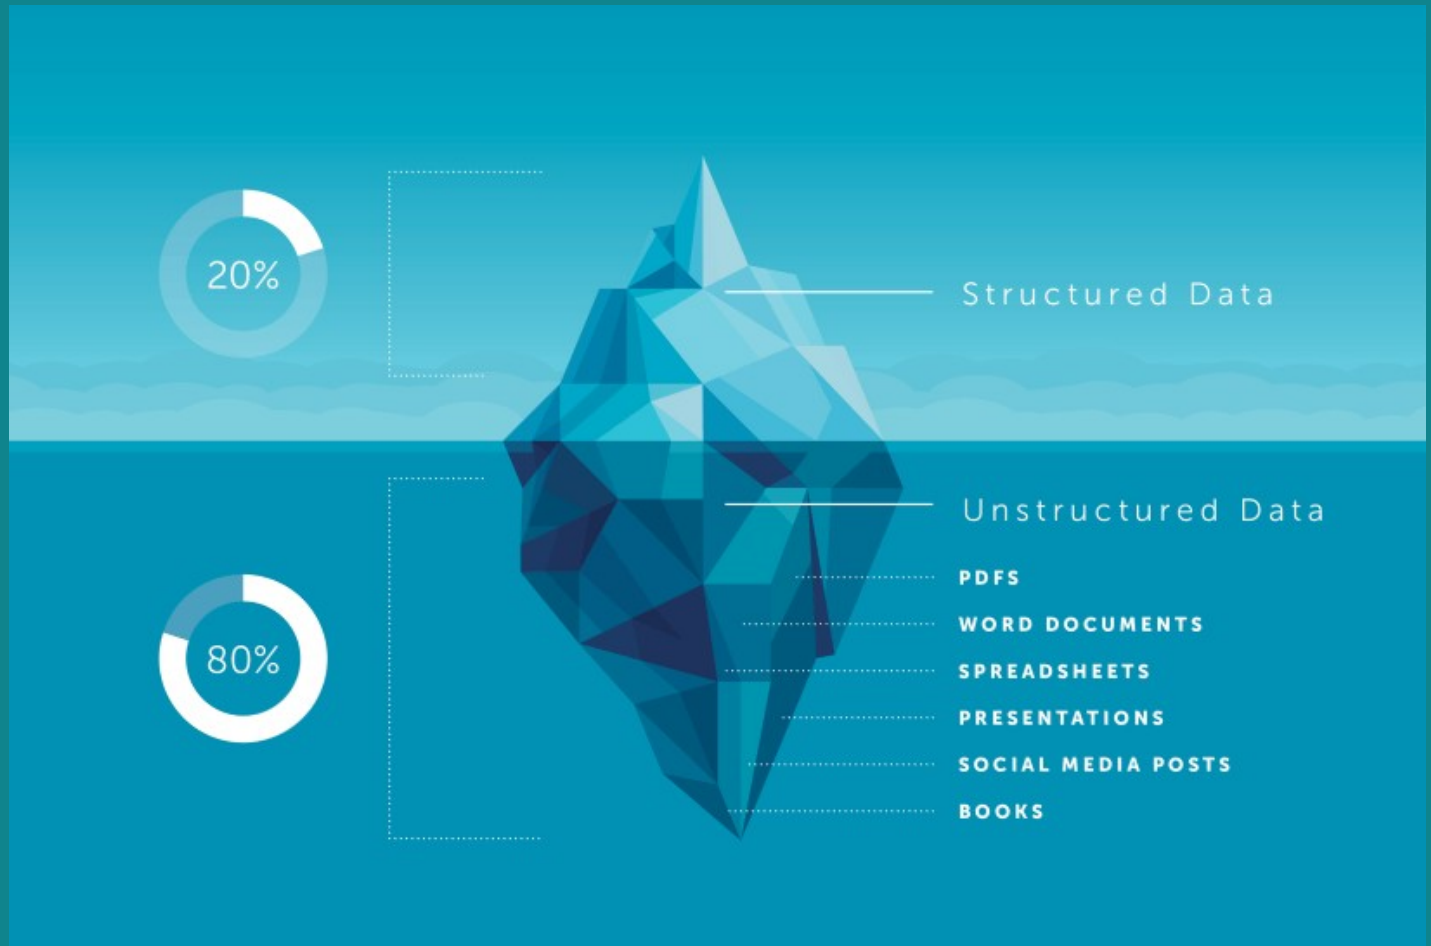 20%
Structured Data
Unstructured Data
80%
PDFS
WORD DOCUMENTS
SPREADSHEETS
PRESENTATIONS
SOCIAL MEDIA POSTS
BOOKS